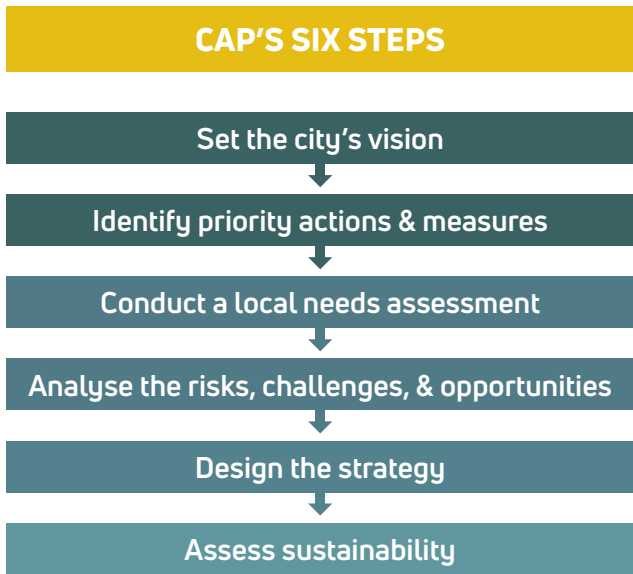 CAP'S SIX STEPS
Set the city's vision
Identify priority actions & measures
Conduct a local needs assessment
Analyse the risks, challenges, & opportunities
Design the strategy
Assess sustainability